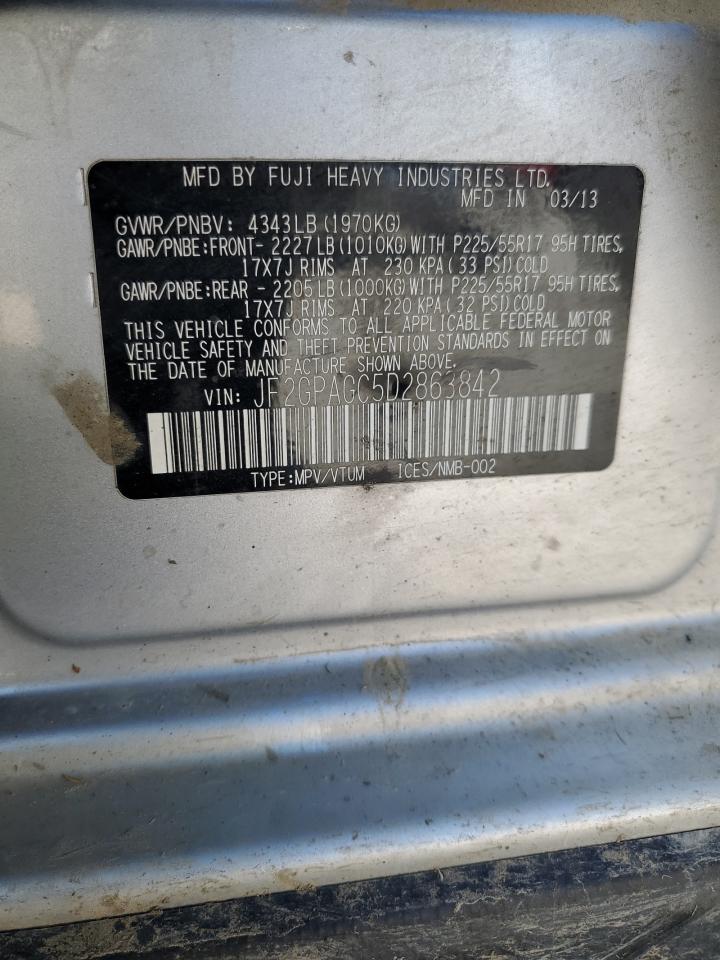 MFD BY FUJI HEAVY INDUSTRIES LTD.
MFD IN 03/13
GVWR/PNBV: 4343LB (1970KG)
GAWR/PNBE:FRONT- 2227LB (1010KG) WITH P225/55R17 95H TIRES,
17X7J RIMS AT 230 KPA ( 33 PSI) COLD
GAWR/PNBE:REAR - 2205LB (1000KG) WITH P225/55R17 95H TIRES,
17X7J RIMS AT 220 KPA ( 32 PSI) COLD
THIS VEHICLE CONFORMS TO ALL APPLICABLE FEDERAL MOTOR
VEHICLE SAFETY AND THEFT PREVENTION STANDARDS IN EFFECT ON
THE DATE OF MANUFACTURE SHOWN ABOVE.
VIN: JF2GPAGC5D2863842
TYPE:MPV/VTUM ICES/NMB-002